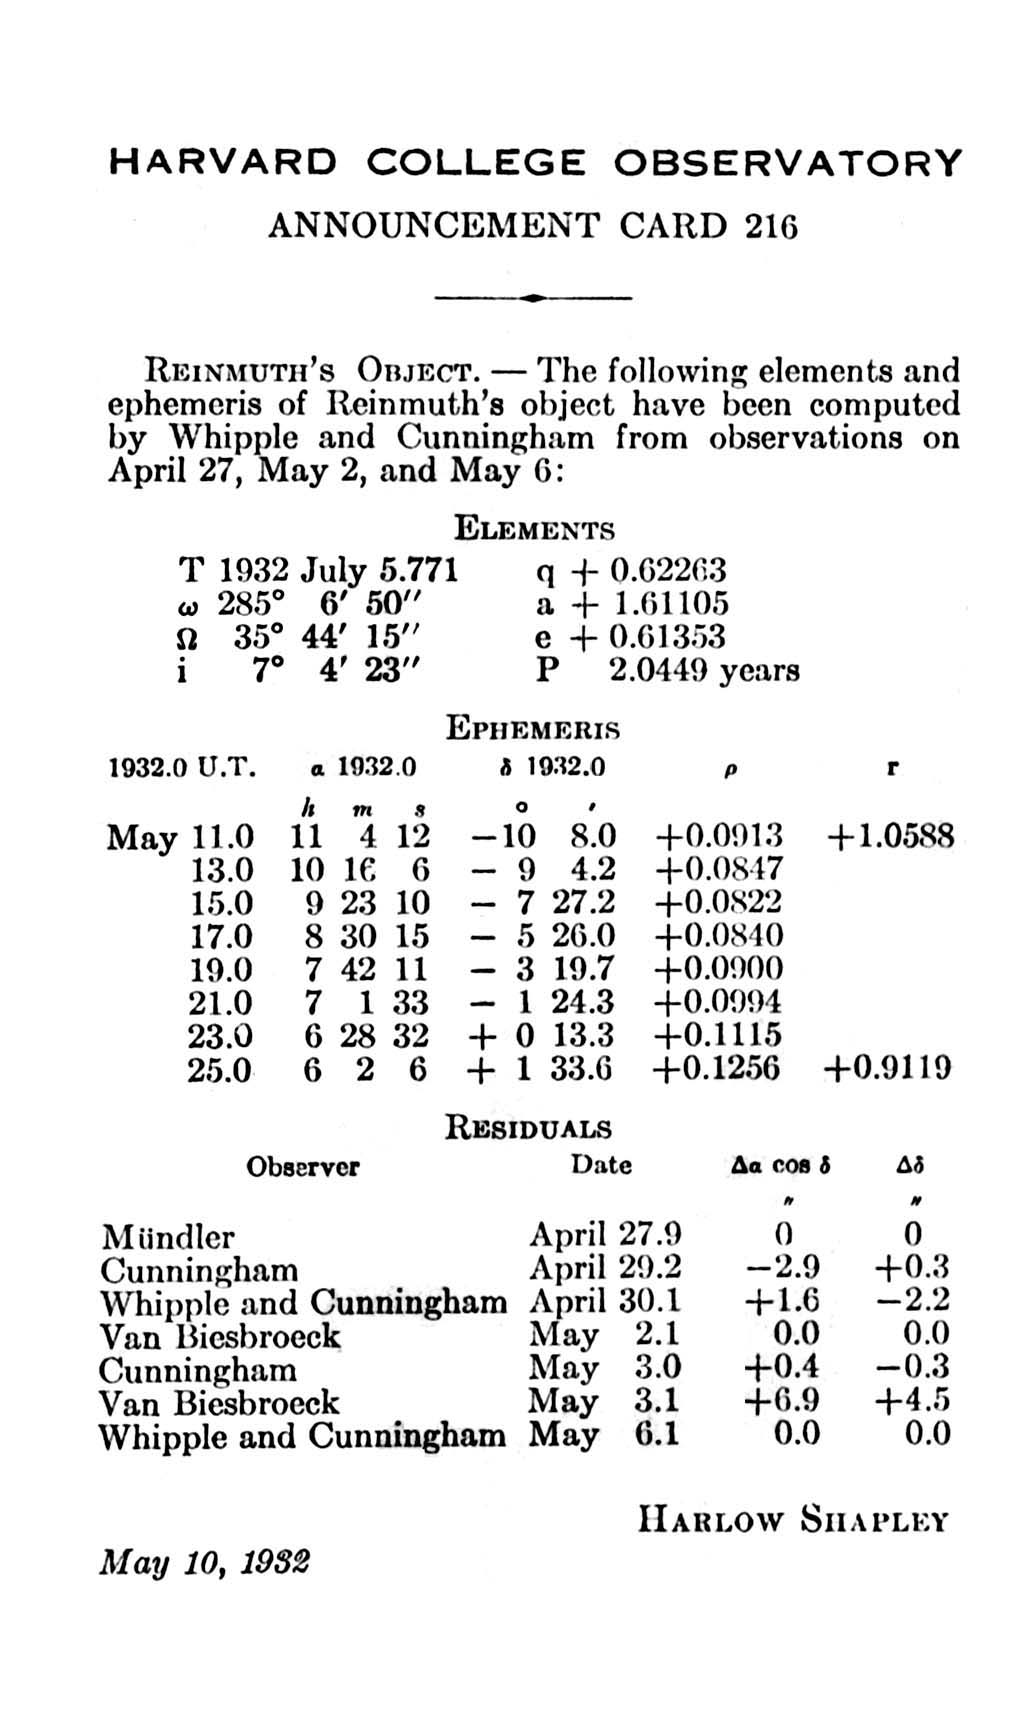 HARVARD COLLEGE OBSERVATORY
ANNOUNCEMENT CARD 216
REINMUTH'S OBJECT. — The following elements and
ephemeris of Reinmuth's object have been computed
by Whipple and Cunningham from observations on
April 27, May 2, and May 6:
ELEMENTS
T 1932 July 5.771 q + 0.62263
ω 285° 6′ 50″ a + 1.61105
Ω 35° 44′ 15″ e + 0.61353
i 7° 4′ 23″ P 2.0449 years
EPHEMERIS
1932.0 U.T. α 1932.0 δ 1932.0 ρ r
h m s ° ′
May 11.0 11 4 12 −10 8.0 +0.0913 +1.0588
13.0 10 16 6 − 9 4.2 +0.0847
15.0 9 23 10 − 7 27.2 +0.0822
17.0 8 30 15 − 5 26.0 +0.0840
19.0 7 42 11 − 3 19.7 +0.0900
21.0 7 1 33 − 1 24.3 +0.0994
23.0 6 28 32 + 0 13.3 +0.1115
25.0 6 2 6 + 1 33.6 +0.1256 +0.9119
RESIDUALS
Observer Date Δα cos δ Δδ
″ ″
Mündler April 27.9 0 0
Cunningham April 29.2 −2.9 +0.3
Whipple and Cunningham April 30.1 +1.6 −2.2
Van Biesbroeck May 2.1 0.0 0.0
Cunningham May 3.0 +0.4 −0.3
Van Biesbroeck May 3.1 +6.9 +4.5
Whipple and Cunningham May 6.1 0.0 0.0
HARLOW SHAPLEY
May 10, 1932